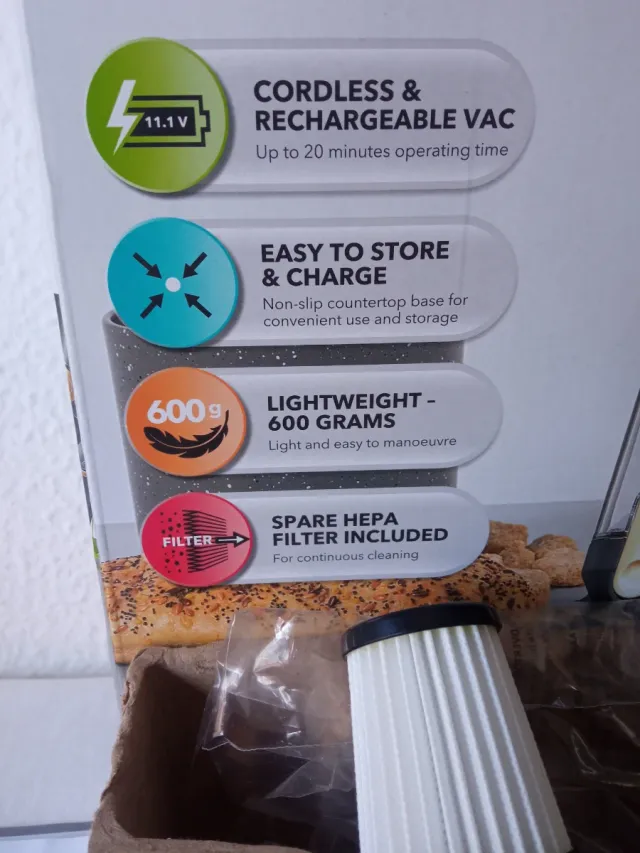 11.1 V
CORDLESS &
RECHARGEABLE VAC
Up to 20 minutes operating time
EASY TO STORE
& CHARGE
Non-slip countertop base for
convenient use and storage
600g
LIGHTWEIGHT –
600 GRAMS
Light and easy to manoeuvre
FILTER
SPARE HEPA
FILTER INCLUDED
For continuous cleaning